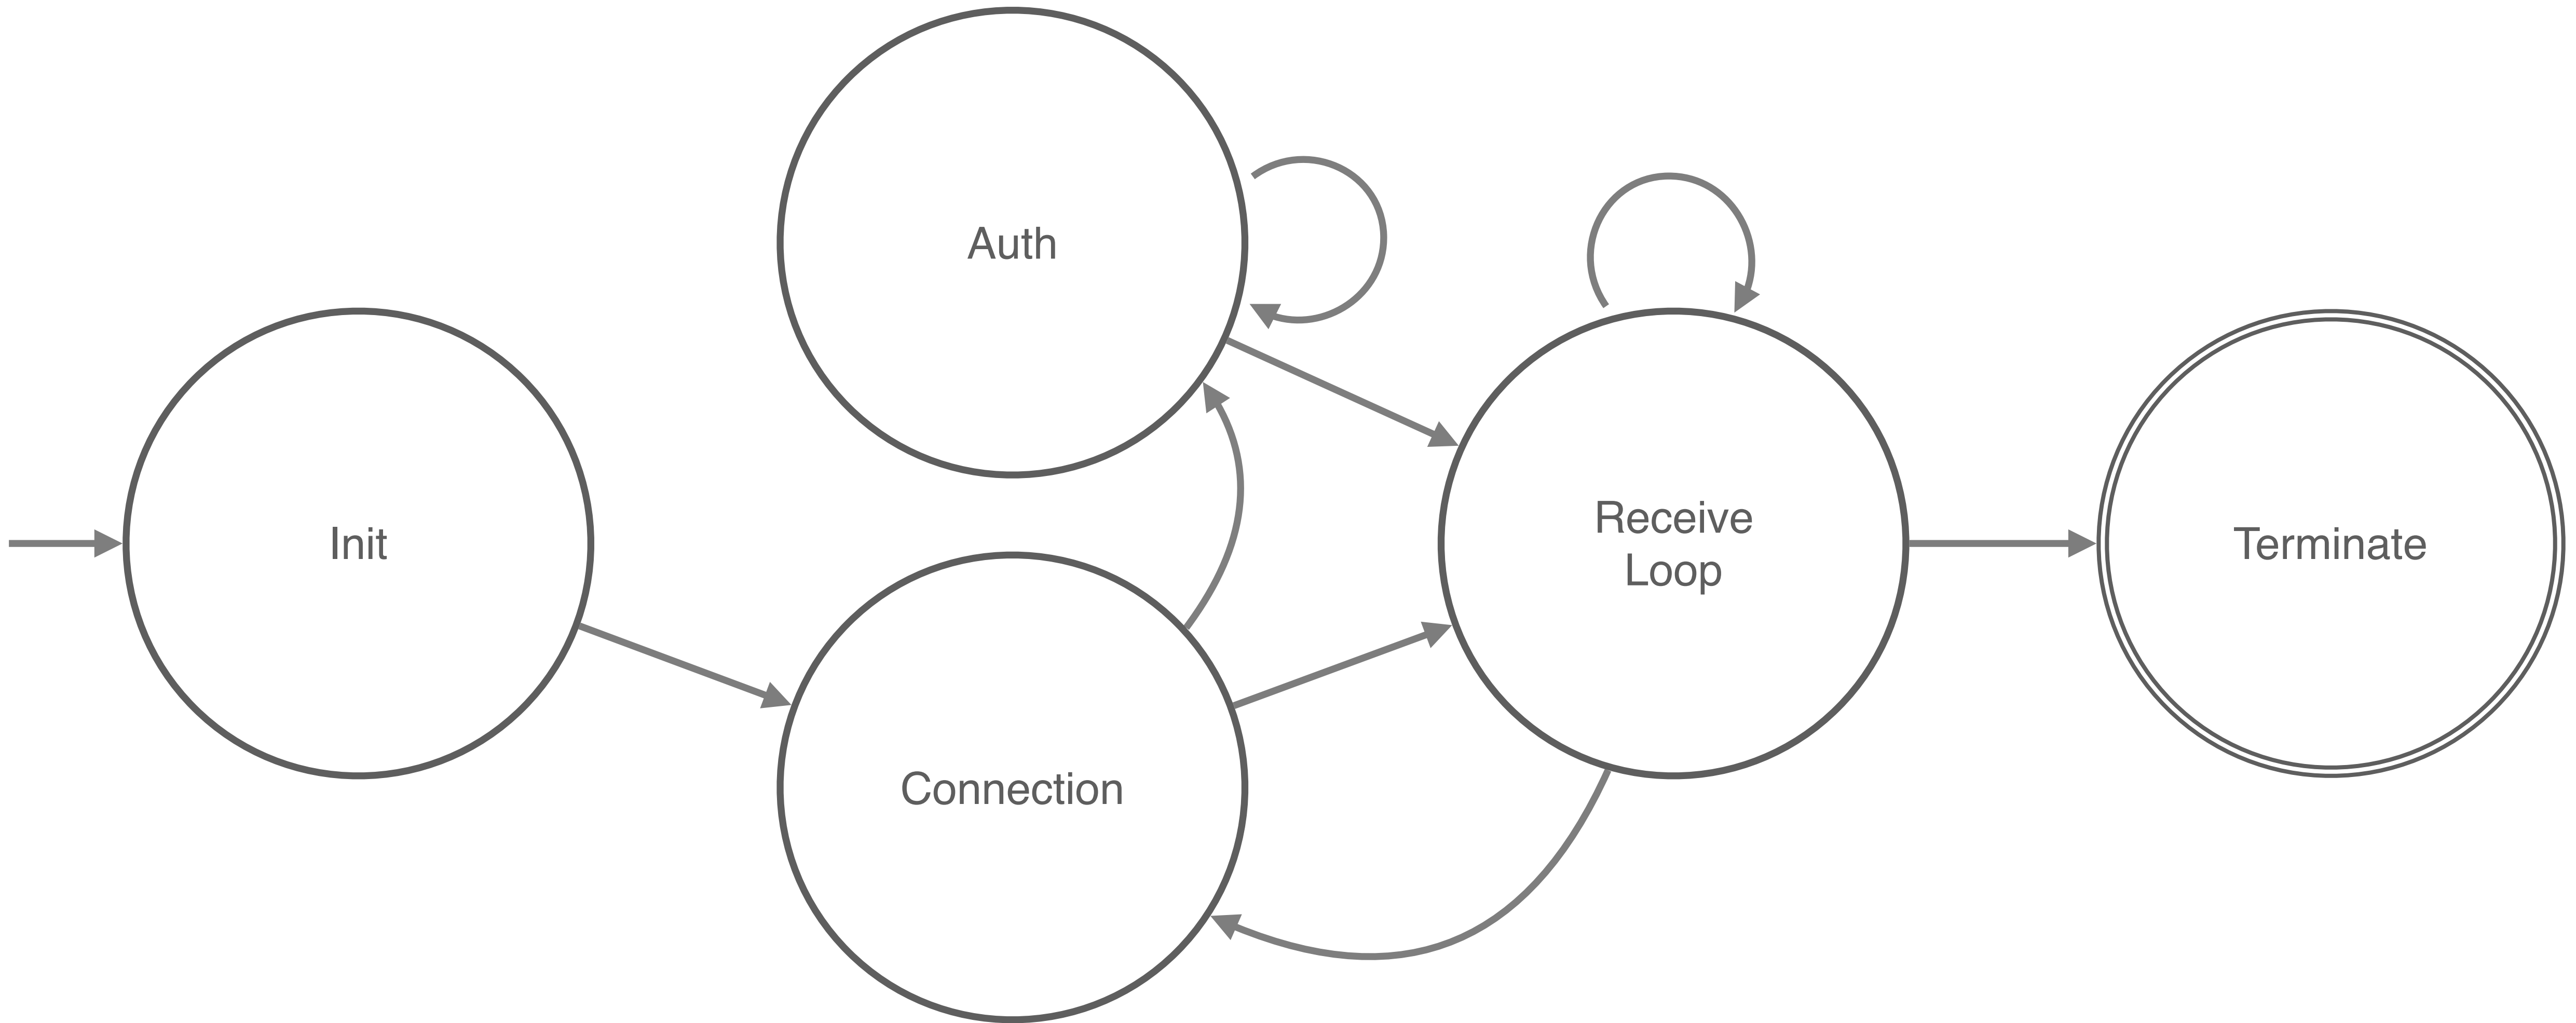 Auth
Init
Receive
Loop
Terminate
Connection